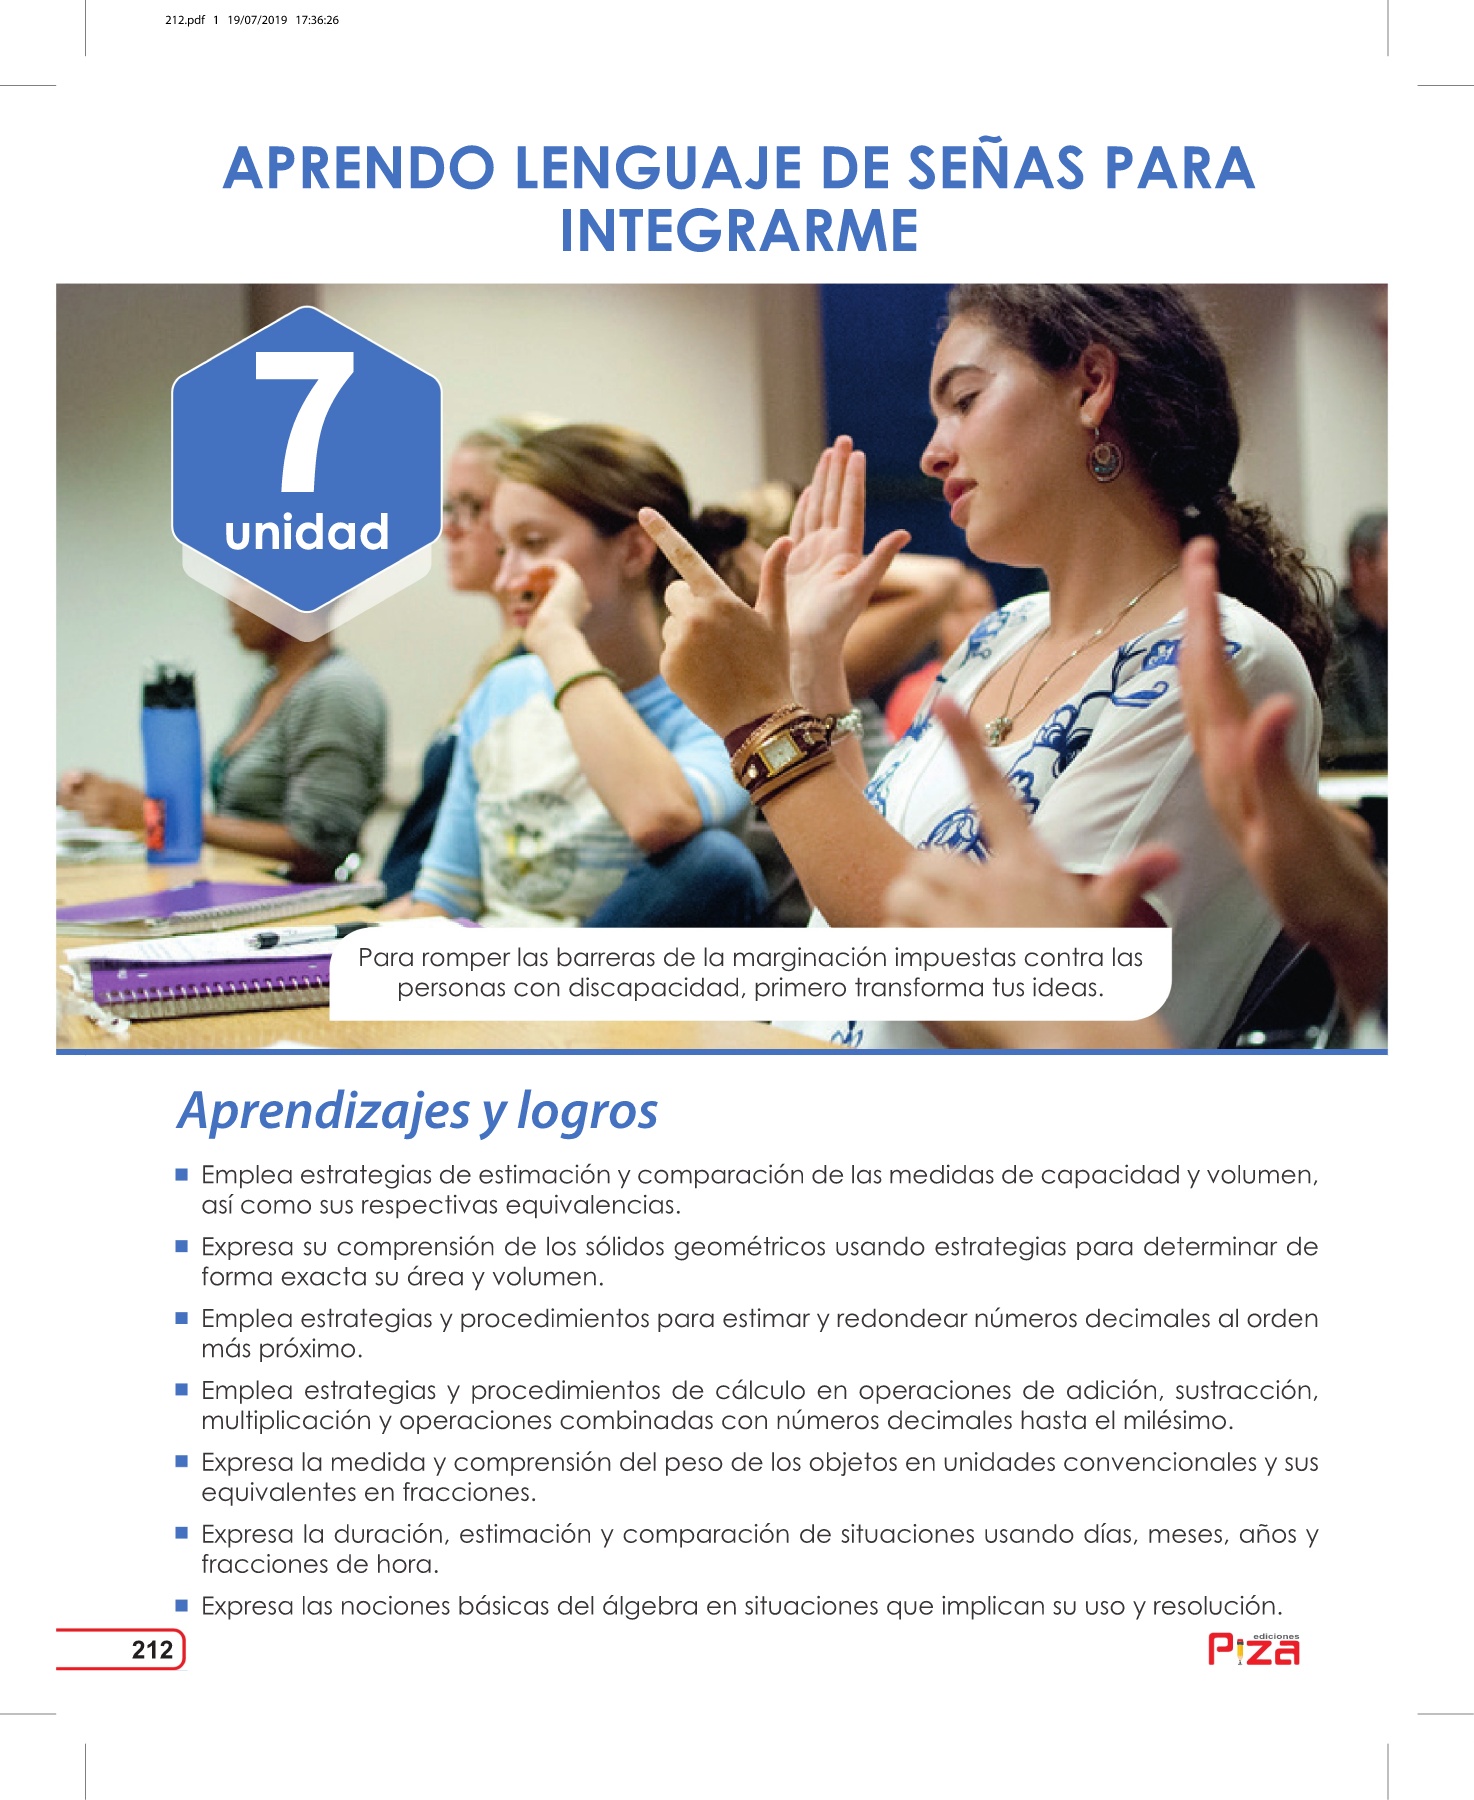 212.pdf 1 19/07/2019 17:36:26
APRENDO LENGUAJE DE SEÑAS PARA
INTEGRARME
7
unidad
Para romper las barreras de la marginación impuestas contra las
personas con discapacidad, primero transforma tus ideas.
Aprendizajes y logros
Emplea estrategias de estimación y comparación de las medidas de capacidad y volumen,
así como sus respectivas equivalencias.
Expresa su comprensión de los sólidos geométricos usando estrategias para determinar de
forma exacta su área y volumen.
Emplea estrategias y procedimientos para estimar y redondear números decimales al orden
más próximo.
Emplea estrategias y procedimientos de cálculo en operaciones de adición, sustracción,
multiplicación y operaciones combinadas con números decimales hasta el milésimo.
Expresa la medida y comprensión del peso de los objetos en unidades convencionales y sus
equivalentes en fracciones.
Expresa la duración, estimación y comparación de situaciones usando días, meses, años y
fracciones de hora.
Expresa las nociones básicas del álgebra en situaciones que implican su uso y resolución.
212
ediciones
Piza